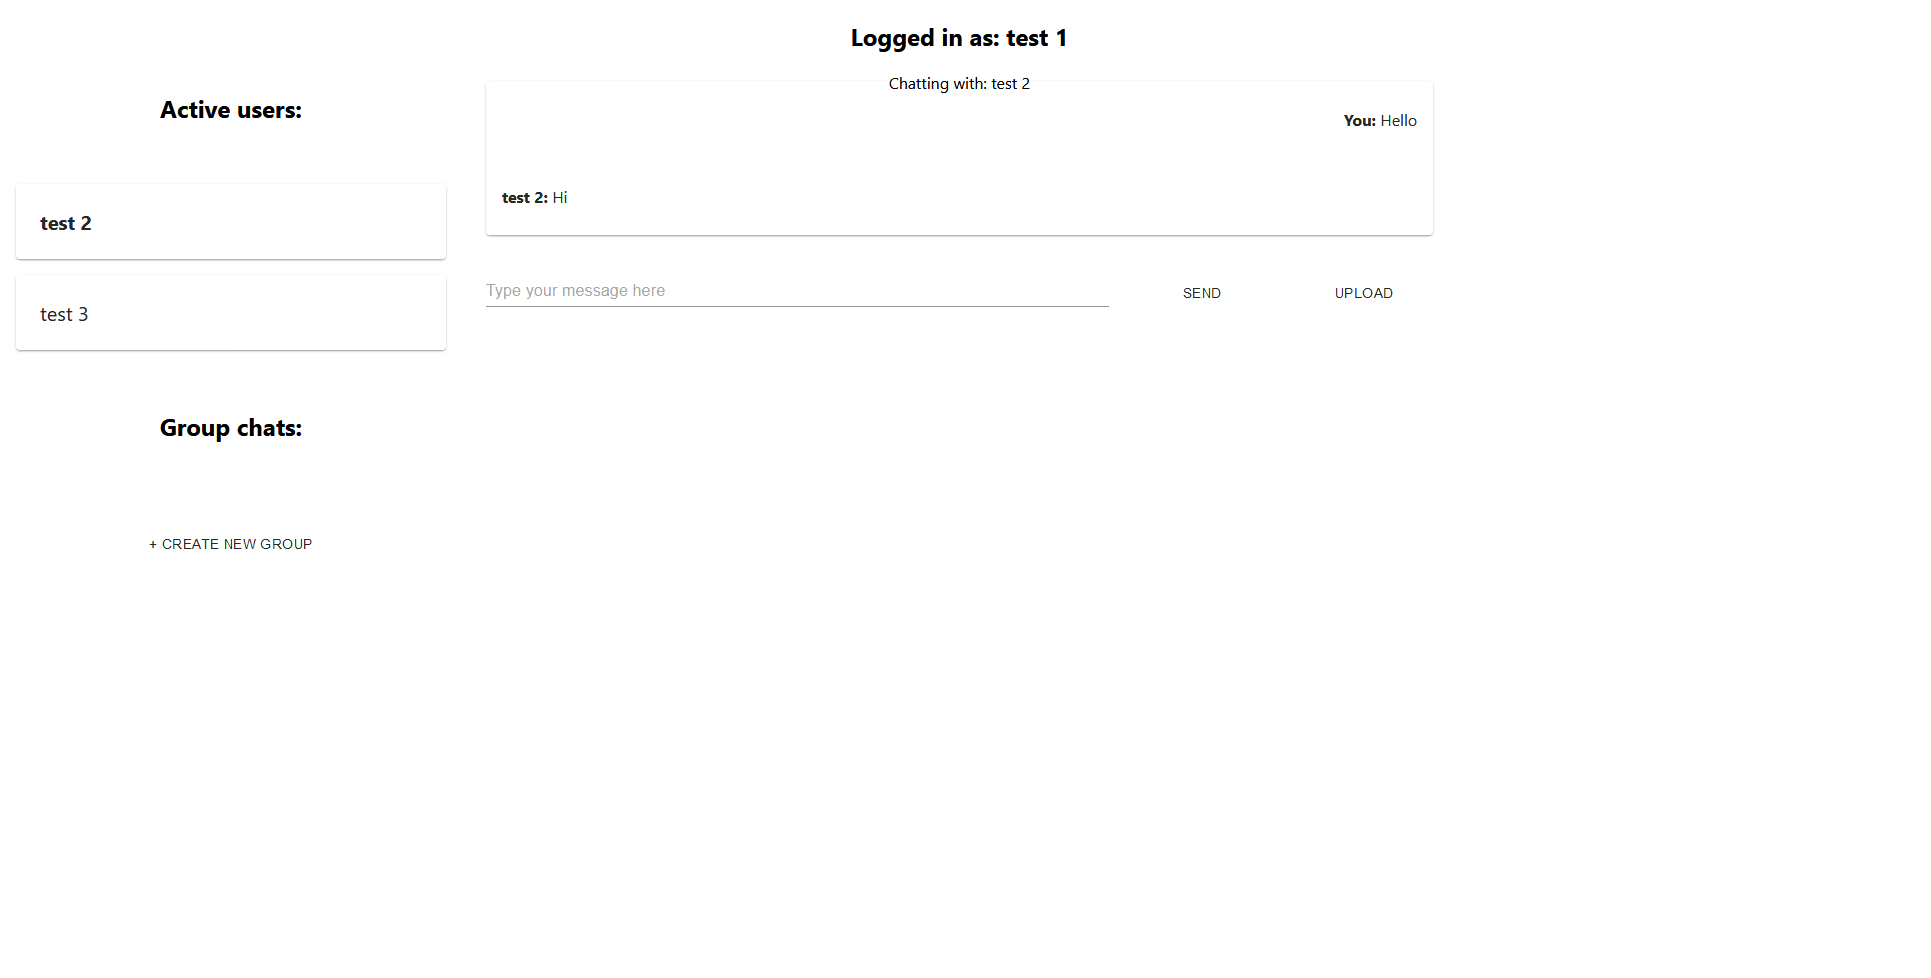 Logged in as: test 1
Active users:
test 2
test 3
Group chats:
+ CREATE NEW GROUP
Chatting with: test 2
You: Hello
test 2: Hi
Type your message here
SEND
UPLOAD